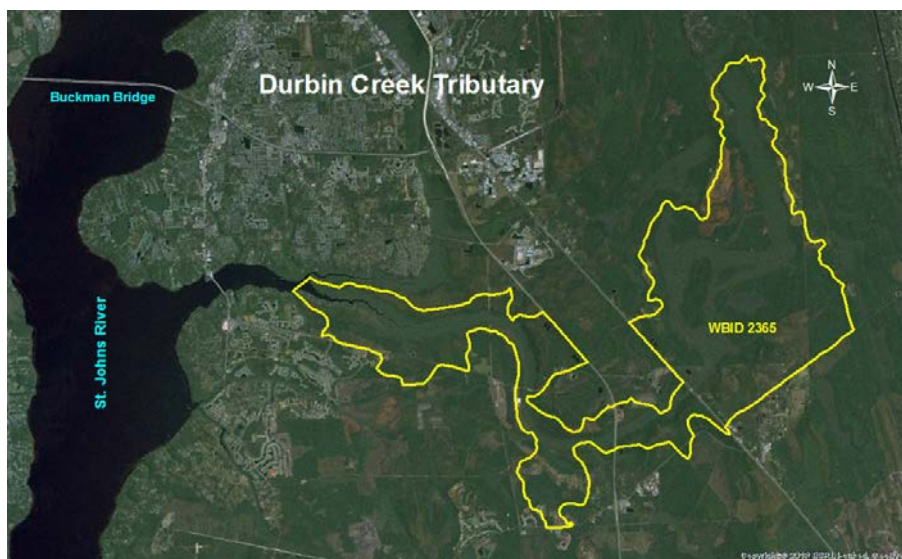 Durbin Creek Tributary
Buckman Bridge
N
W E
S
St. Johns River
WBID 2365